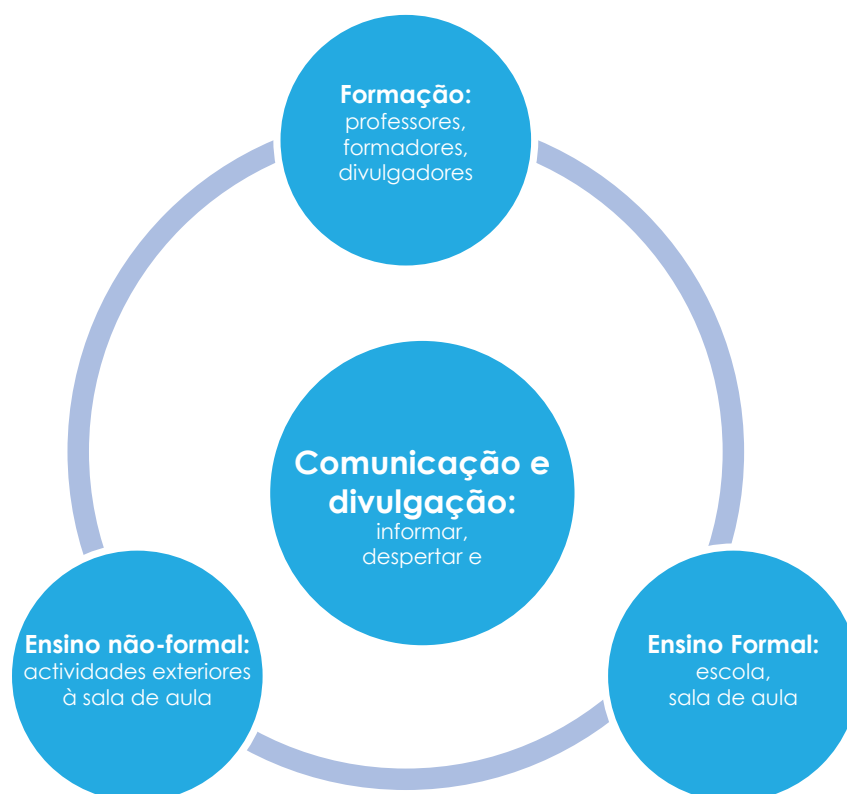 Formação:
professores,
formadores,
divulgadores
Comunicação e
divulgação:
informar,
despertar e
Ensino não-formal:
actividades exteriores
à sala de aula
Ensino Formal:
escola,
sala de aula